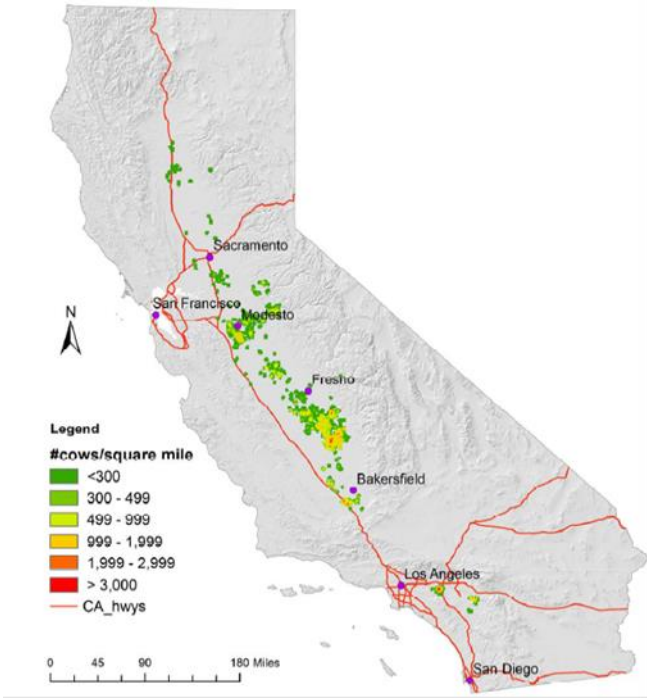 Sacramento
San Francisco
N
Modesto
Fresno
Legend
#cows/square mile
<300
Bakersfield
300 - 499
499 - 999
999 - 1,999
1,999 - 2,999
> 3,000
Los Angeles
CA_hwys
0 45 90 180 Miles
San Diego